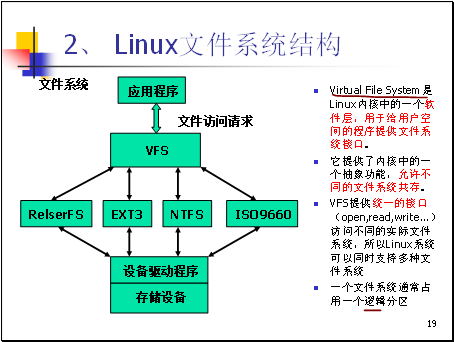 2、 Linux文件系统结构
文件系统
应用程序
文件访问请求
VFS
ReIserFS
EXT3
NTFS
ISO9660
设备驱动程序
存储设备
Virtual File System 是
Linux内核中的一个软
件层，用于给用户空
间的程序提供文件系
统接口。
它提供了内核中的一
个抽象功能，允许不
同的文件系统共存。
VFS提供统一的接口
（open,read,write...）
访问不同的实际文件
系统，所以Linux系统
可以同时支持多种文
件系统
一个文件系统通常占
用一个逻辑分区
19